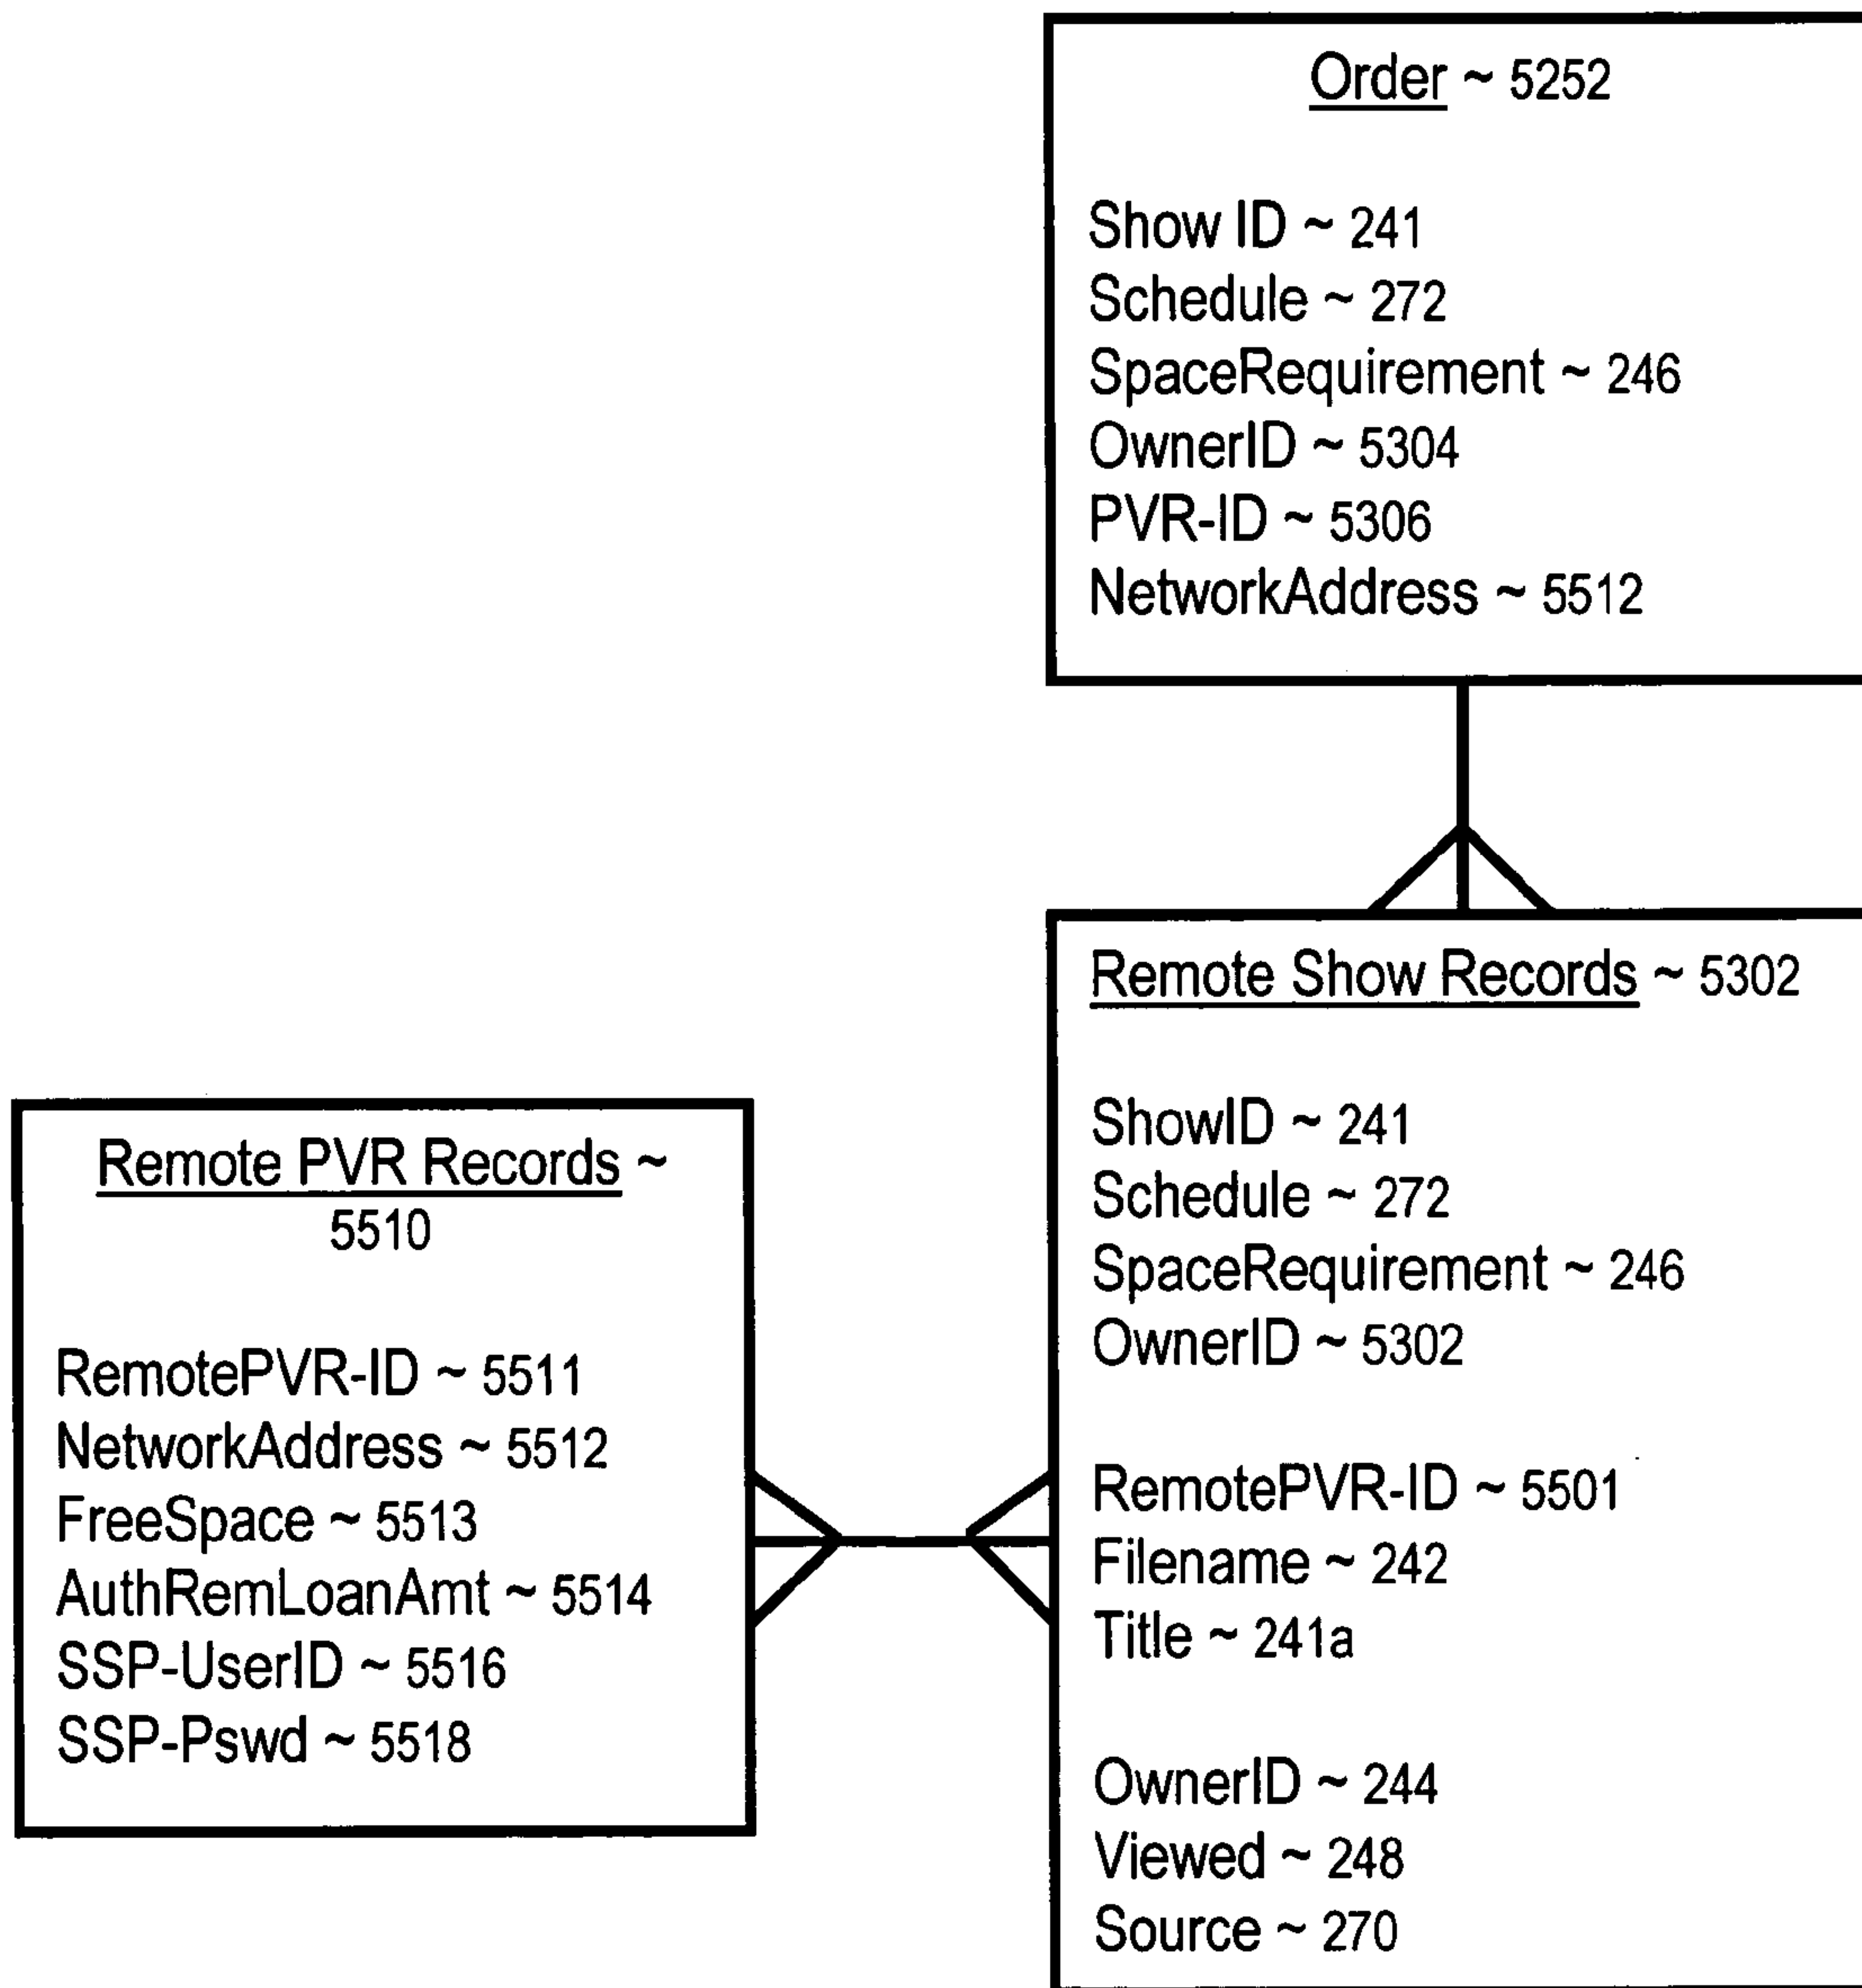 Order ~ 5252
Show ID ~ 241
Schedule ~ 272
SpaceRequirement ~ 246
OwnerID ~ 5304
PVR-ID ~ 5306
NetworkAddress ~ 5512
Remote Show Records ~ 5302
ShowID ~ 241
Schedule ~ 272
SpaceRequirement ~ 246
OwnerID ~ 5302
RemotePVR-ID ~ 5501
Filename ~ 242
Title ~ 241a
OwnerID ~ 244
Viewed ~ 248
Source ~ 270
Remote PVR Records ~
5510
RemotePVR-ID ~ 5511
NetworkAddress ~ 5512
FreeSpace ~ 5513
AuthRemLoanAmt ~ 5514
SSP-UserID ~ 5516
SSP-Pswd ~ 5518